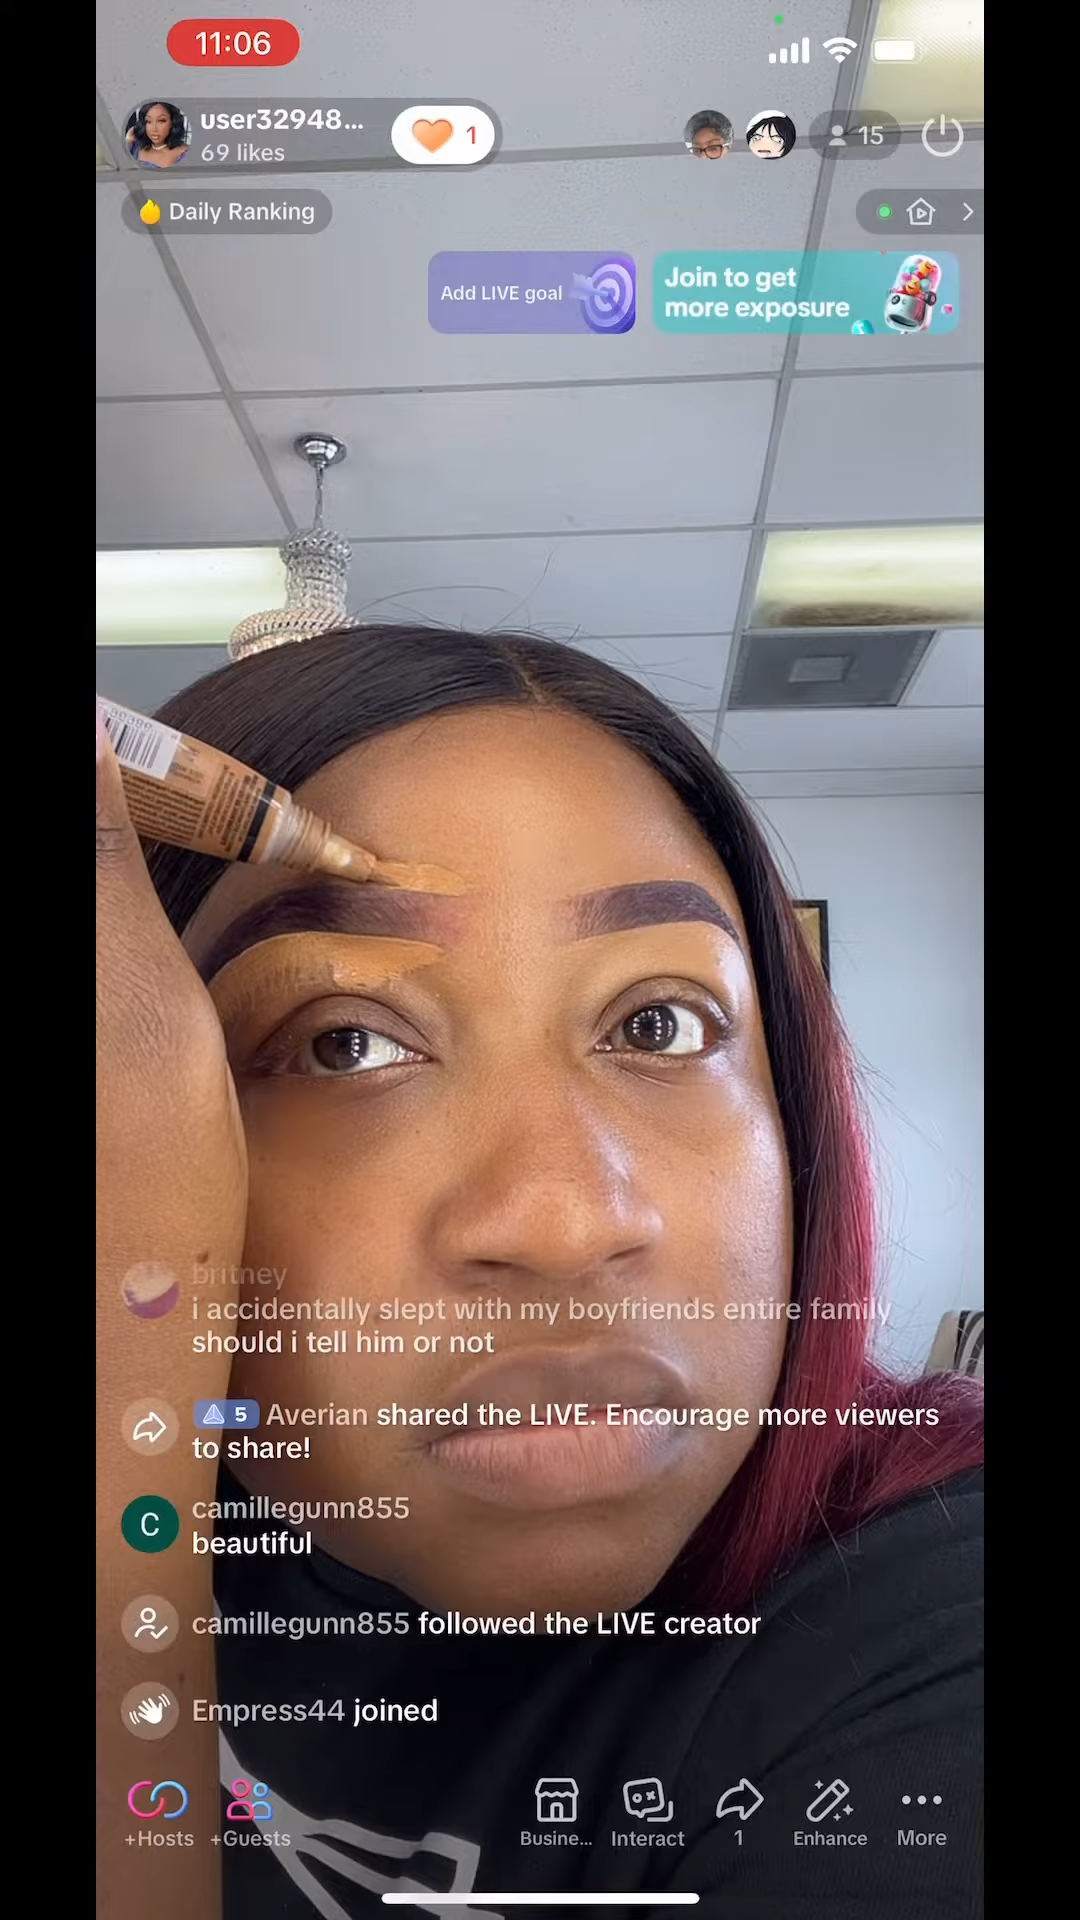 11:06
user32948...
69 likes
1
15
Daily Ranking
Add LIVE goal
Join to get
more exposure
britney
i accidentally slept with my boyfriends entire family
should i tell him or not
5 Averian shared the LIVE. Encourage more viewers
to share!
C
camillegunn855
beautiful
camillegunn855 followed the LIVE creator
Empress44 joined
+Hosts
+Guests
Busine...
Interact
1
Enhance
More